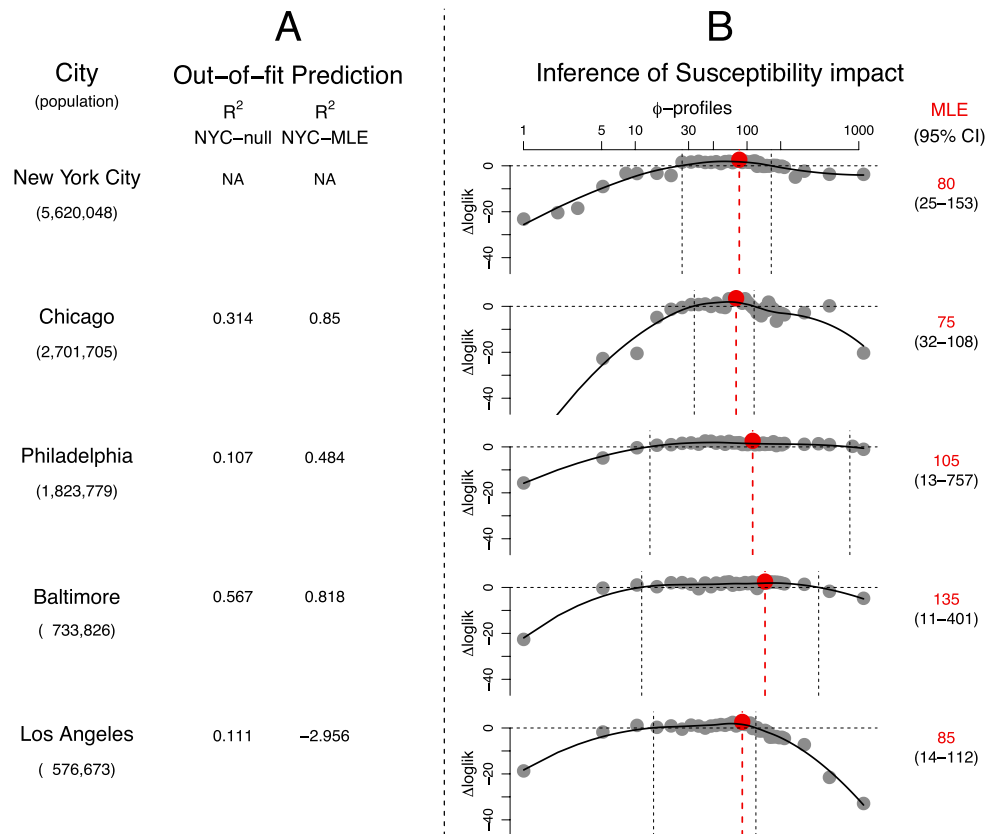 A
B
City
(population)
Out−of−fit Prediction
R²
R²
NYC−null
NYC−MLE
Inference of Susceptibility impact
ϕ−profiles
MLE
(95% CI)
1
5
10
30
100
1000
New York City
(5,620,048)
NA
NA
Δloglik
0
−20
−40
80
(25−153)
Chicago
(2,701,705)
0.314
0.85
Δloglik
0
−20
−40
75
(32−108)
Philadelphia
(1,823,779)
0.107
0.484
Δloglik
0
−20
−40
105
(13−757)
Baltimore
( 733,826)
0.567
0.818
Δloglik
0
−20
−40
135
(11−401)
Los Angeles
( 576,673)
0.111
−2.956
Δloglik
0
−20
−40
85
(14−112)